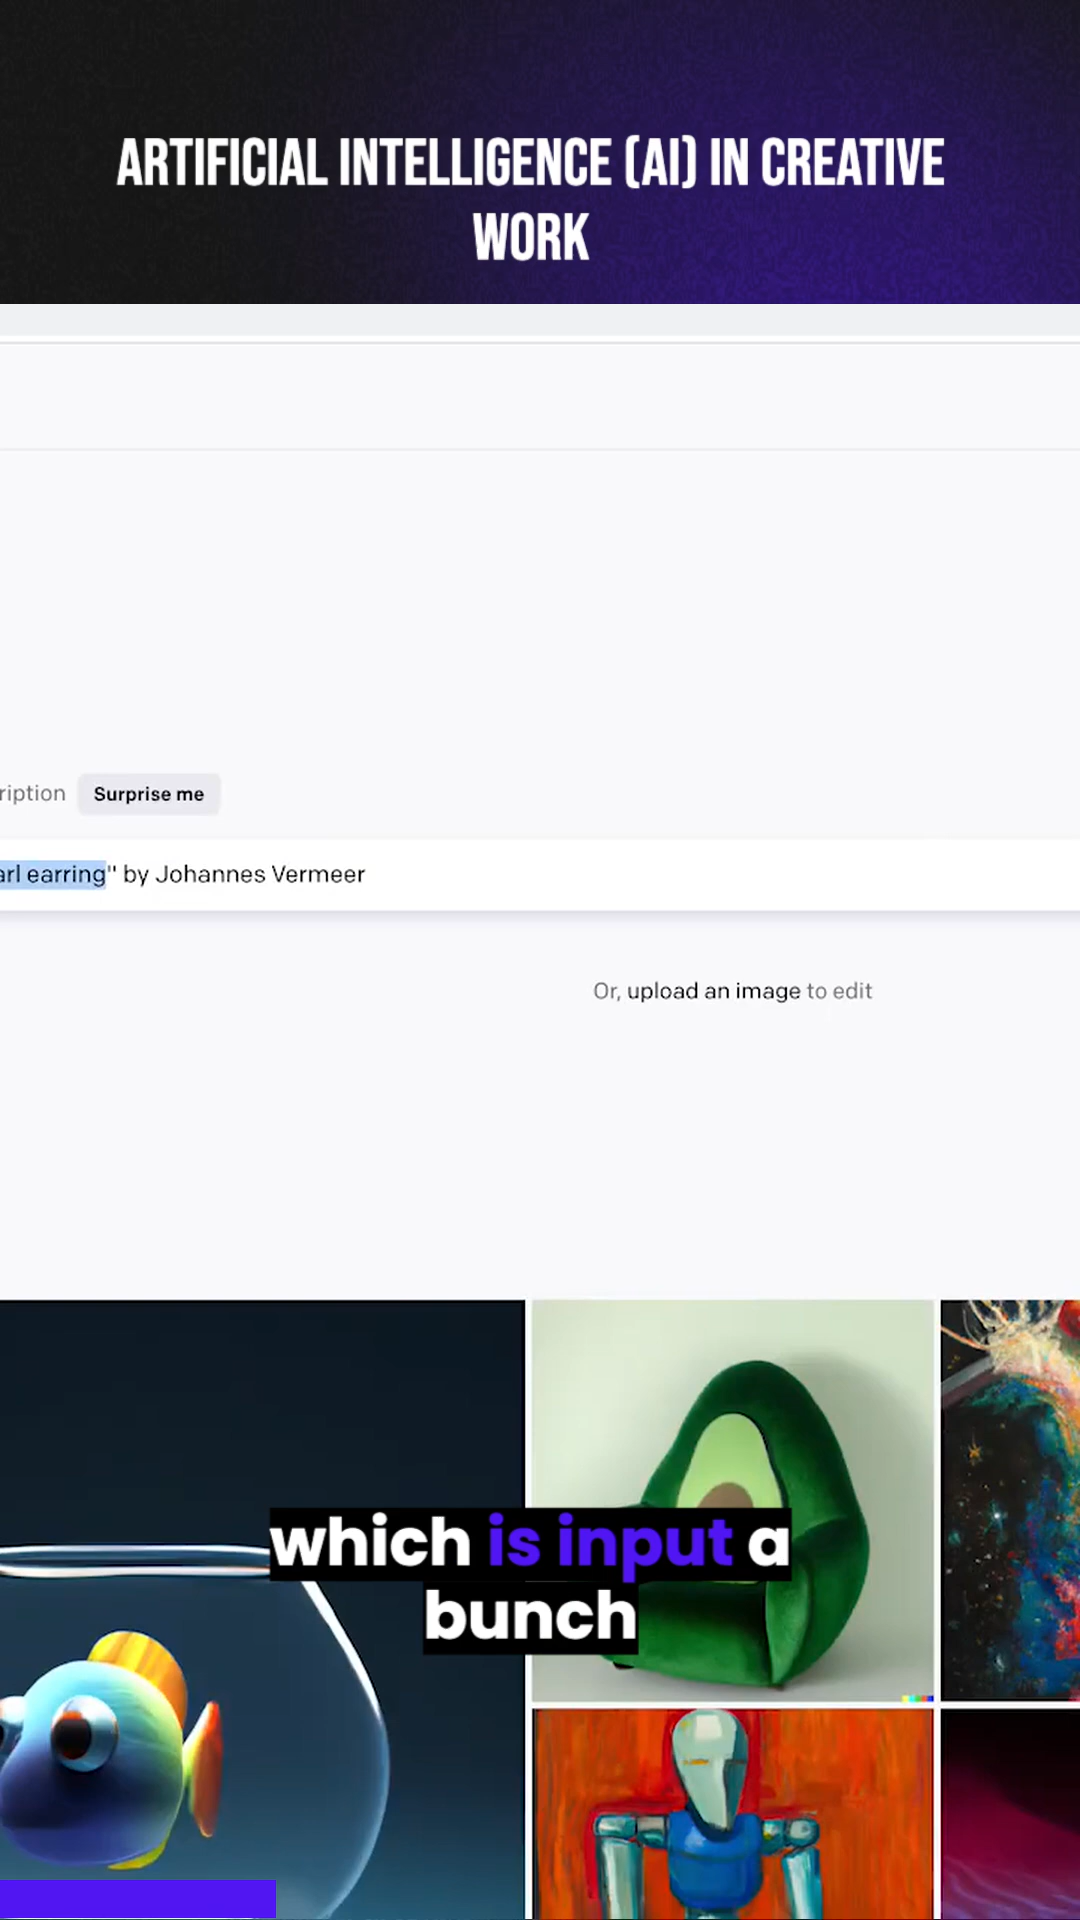 ARTIFICIAL INTELLIGENCE (AI) IN CREATIVE
WORK
ription Surprise me
arl earring" by Johannes Vermeer
Or, upload an image to edit
which is input a
bunch